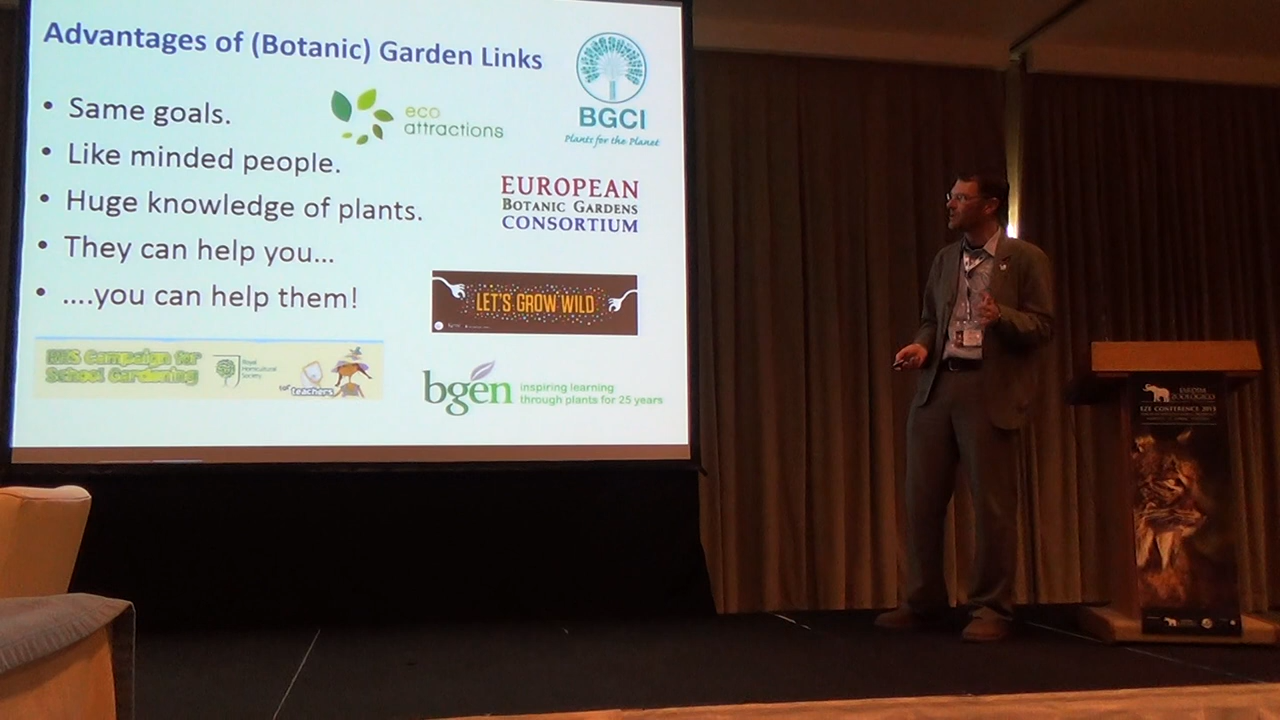 Advantages of (Botanic) Garden Links
• Same goals.
• Like minded people.
• Huge knowledge of plants.
• They can help you...
• ....you can help them!
eco
attractions
BGCI
Plants for the Planet
EUROPEAN
BOTANIC GARDENS
CONSORTIUM
LET'S GROW WILD
RHS Campaign for
School Gardening
Royal
Horticultural
Society
for teachers
bgen
inspiring learning
through plants for 25 years
ZOOLOGICO
IZE CONFERENCE 2013